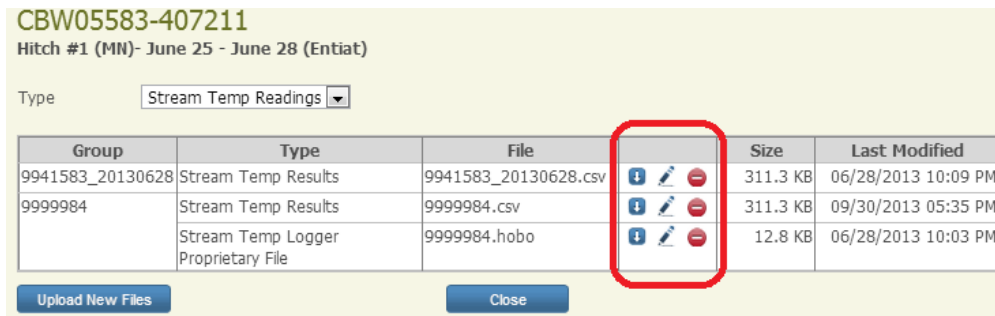 CBW05583-407211
Hitch #1 (MN)- June 25 - June 28 (Entiat)
Type Stream Temp Readings
Group Type File Size Last Modified
9941583_20130628 Stream Temp Results 9941583_20130628.csv 311.3 KB 06/28/2013 10:09 PM
9999984 Stream Temp Results 9999984.csv 311.3 KB 09/30/2013 05:35 PM
Stream Temp Logger 9999984.hobo 12.8 KB 06/28/2013 10:03 PM
Proprietary File
Upload New Files Close